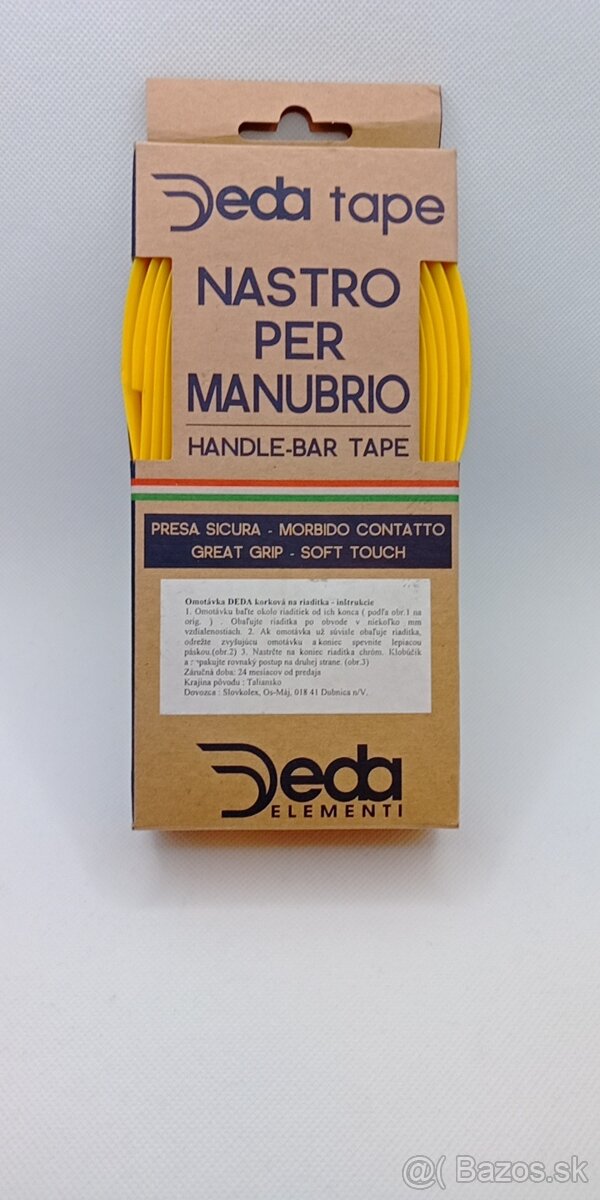 Deda tape
NASTRO
PER
MANUBRIO
HANDLE-BAR TAPE
PRESA SICURA - MORBIDO CONTATTO
GREAT GRIP - SOFT TOUCH
Omotávka DEDA korková na riadítka - inštrukcie
1. Omotávku baľte okolo riadítiek od ich konca ( podľa obr.1 na
orig. ) . Obaľujte riadítka po obvode v niekoľko mm
vzdialenostiach. 2. Ak omotávka už súvisle obaľuje riadítka,
odrežte zvyšujúcu omotávku a koniec spevnite lepiacou
páskou.(obr.2) 3. Nastrčte na koniec riadítka chróm. Klobúčik
a opakujte rovnaký postup na druhej strane. (obr.3)
Záručná doba: 24 mesiacov od predaja
Krajina pôvodu : Taliansko
Dovozca : Slovkolex, Os-Máj, 018 41 Dubnica n/V.
Deda
ELEMENTI
@( Bazos.sk